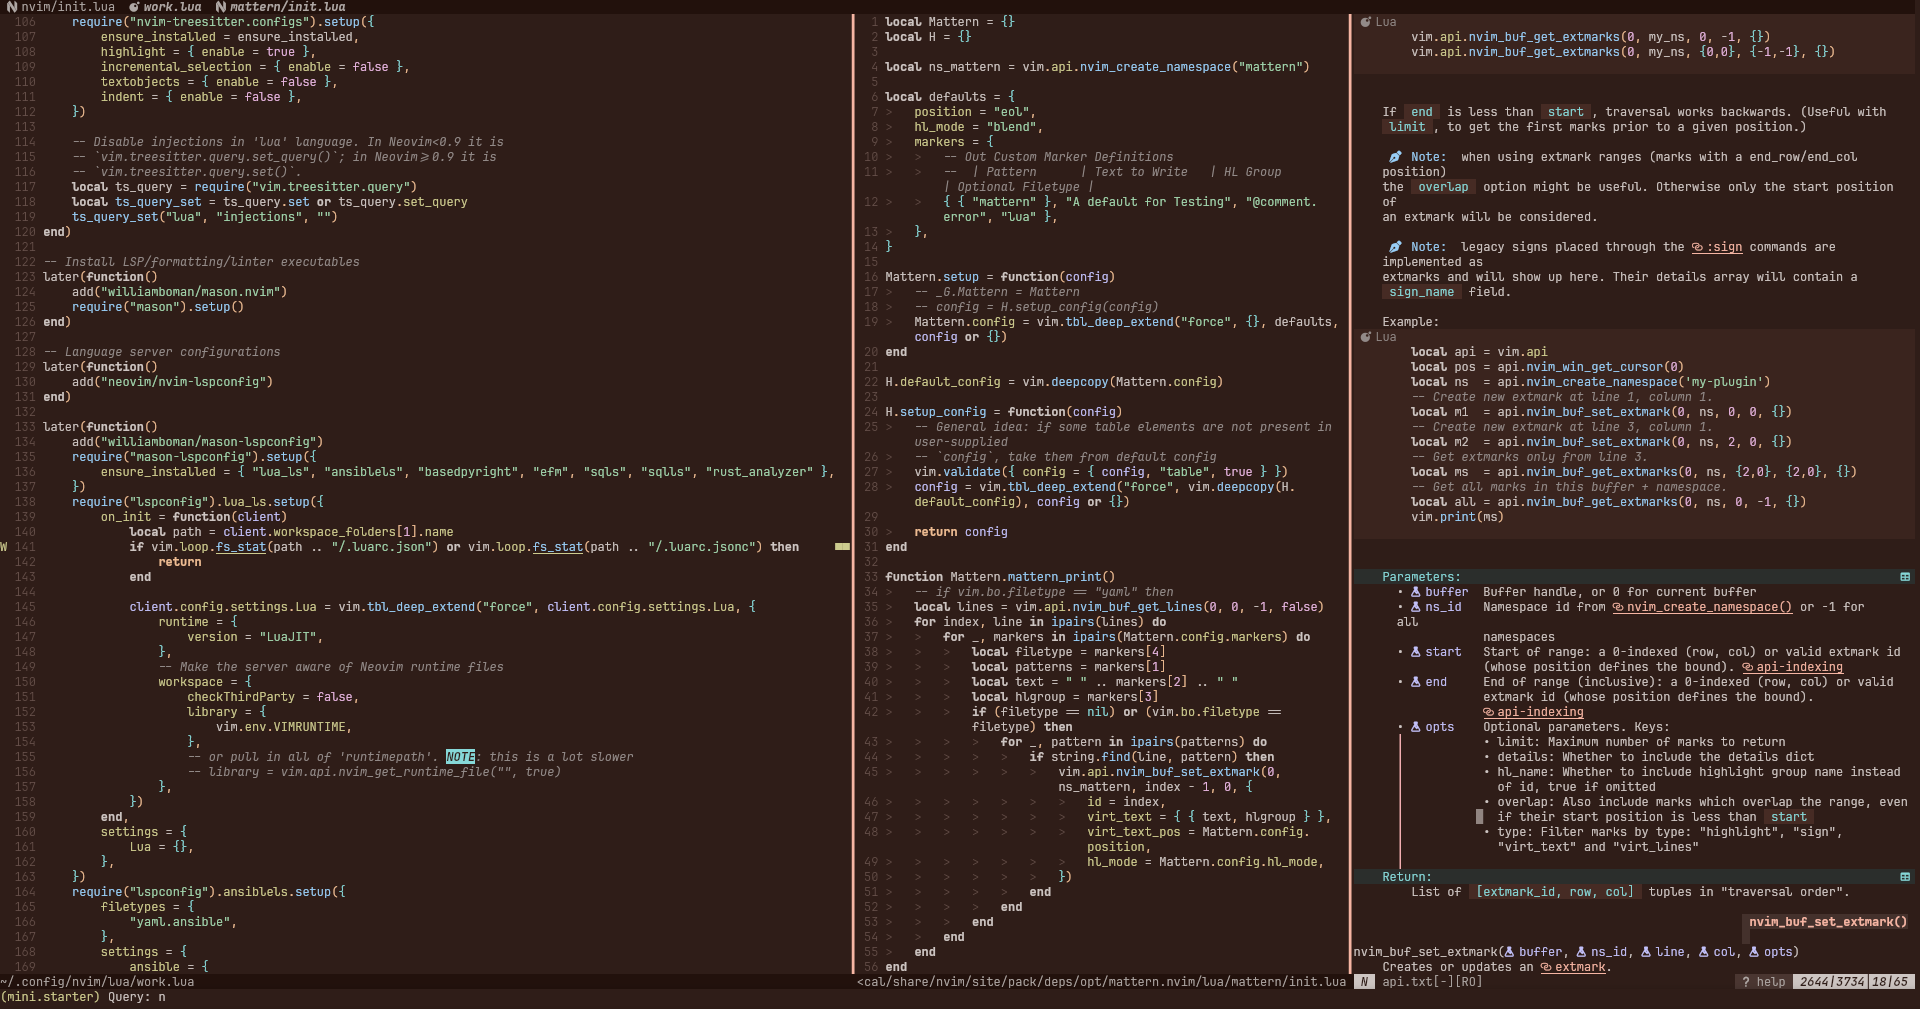 nvim/init.lua  work.lua  mattern/init.lua
106     require("nvim-treesitter.configs").setup({
107         ensure_installed = ensure_installed,
108         highlight = { enable = true },
109         incremental_selection = { enable = false },
110         textobjects = { enable = false },
111         indent = { enable = false },
112     })
113
114     -- Disable injections in 'lua' language. In Neovim<0.9 it is
115     -- `vim.treesitter.query.set_query()`; in Neovim>=0.9 it is
116     -- `vim.treesitter.query.set()`.
117     local ts_query = require("vim.treesitter.query")
118     local ts_query_set = ts_query.set or ts_query.set_query
119     ts_query_set("lua", "injections", "")
120 end)
121
122 -- Install LSP/formatting/linter executables
123 later(function()
124     add("williamboman/mason.nvim")
125     require("mason").setup()
126 end)
127
128 -- Language server configurations
129 later(function()
130     add("neovim/nvim-lspconfig")
131 end)
132
133 later(function()
134     add("williamboman/mason-lspconfig")
135     require("mason-lspconfig").setup({
136         ensure_installed = { "lua_ls", "ansiblels", "basedpyright", "efm", "sqls", "sqlls", "rust_analyzer" },
137     })
138     require("lspconfig").lua_ls.setup({
139         on_init = function(client)
140             local path = client.workspace_folders[1].name
W 141             if vim.loop.fs_stat(path .. "/.luarc.json") or vim.loop.fs_stat(path .. "/.luarc.jsonc") then
142                 return
143             end
144
145             client.config.settings.Lua = vim.tbl_deep_extend("force", client.config.settings.Lua, {
146                 runtime = {
147                     version = "LuaJIT",
148                 },
149                 -- Make the server aware of Neovim runtime files
150                 workspace = {
151                     checkThirdParty = false,
152                     library = {
153                         vim.env.VIMRUNTIME,
154                     },
155                     -- or pull in all of 'runtimepath'. NOTE: this is a lot slower
156                     -- library = vim.api.nvim_get_runtime_file("", true)
157                 },
158             })
159         end,
160         settings = {
161             Lua = {},
162         },
163     })
164     require("lspconfig").ansiblels.setup({
165         filetypes = {
166             "yaml.ansible",
167         },
168         settings = {
169             ansible = {
~/.config/nvim/lua/work.lua
(mini.starter) Query: n
1 local Mattern = {}
2 local H = {}
3
4 local ns_mattern = vim.api.nvim_create_namespace("mattern")
5
6 local defaults = {
7 >   position = "eol",
8 >   hl_mode = "blend",
9 >   markers = {
10 >   >   -- Out Custom Marker Definitions
11 >   >   --  | Pattern      | Text to Write   | HL Group
| Optional Filetype |
12 >   >   { { "mattern" }, "A default for Testing", "@comment.
error", "lua" },
13 >   },
14 }
15
16 Mattern.setup = function(config)
17 >   -- _G.Mattern = Mattern
18 >   -- config = H.setup_config(config)
19 >   Mattern.config = vim.tbl_deep_extend("force", {}, defaults,
config or {})
20 end
21
22 H.default_config = vim.deepcopy(Mattern.config)
23
24 H.setup_config = function(config)
25 >   -- General idea: if some table elements are not present in
user-supplied
26 >   -- `config`, take them from default config
27 >   vim.validate({ config = { config, "table", true } })
28 >   config = vim.tbl_deep_extend("force", vim.deepcopy(H.
default_config), config or {})
29
30 >   return config
31 end
32
33 function Mattern.mattern_print()
34 >   -- if vim.bo.filetype == "yaml" then
35 >   local lines = vim.api.nvim_buf_get_lines(0, 0, -1, false)
36 >   for index, line in ipairs(lines) do
37 >   >   for _, markers in ipairs(Mattern.config.markers) do
38 >   >   >   local filetype = markers[4]
39 >   >   >   local patterns = markers[1]
40 >   >   >   local text = " " .. markers[2] .. " "
41 >   >   >   local hlgroup = markers[3]
42 >   >   >   if (filetype == nil) or (vim.bo.filetype ==
filetype) then
43 >   >   >   >   for _, pattern in ipairs(patterns) do
44 >   >   >   >   >   if string.find(line, pattern) then
45 >   >   >   >   >   >   vim.api.nvim_buf_set_extmark(0,
ns_mattern, index - 1, 0, {
46 >   >   >   >   >   >   >   id = index,
47 >   >   >   >   >   >   >   virt_text = { { text, hlgroup } },
48 >   >   >   >   >   >   >   virt_text_pos = Mattern.config.
position,
49 >   >   >   >   >   >   >   hl_mode = Mattern.config.hl_mode,
50 >   >   >   >   >   >   })
51 >   >   >   >   >   end
52 >   >   >   >   end
53 >   >   >   end
54 >   >   end
55 >   end
56 end
<cal/share/nvim/site/pack/deps/opt/mattern.nvim/lua/mattern/init.lua
Lua
vim.api.nvim_buf_get_extmarks(0, my_ns, 0, -1, {})
vim.api.nvim_buf_get_extmarks(0, my_ns, {0,0}, {-1,-1}, {})
If end is less than start, traversal works backwards. (Useful with
limit, to get the first marks prior to a given position.)
Note: when using extmark ranges (marks with a end_row/end_col
position)
the overlap option might be useful. Otherwise only the start position
of
an extmark will be considered.
Note: legacy signs placed through the :sign commands are
implemented as
extmarks and will show up here. Their details array will contain a
sign_name field.
Example:
Lua
local api = vim.api
local pos = api.nvim_win_get_cursor(0)
local ns  = api.nvim_create_namespace('my-plugin')
-- Create new extmark at line 1, column 1.
local m1  = api.nvim_buf_set_extmark(0, ns, 0, 0, {})
-- Create new extmark at line 3, column 1.
local m2  = api.nvim_buf_set_extmark(0, ns, 2, 0, {})
-- Get extmarks only from line 3.
local ms  = api.nvim_buf_get_extmarks(0, ns, {2,0}, {2,0}, {})
-- Get all marks in this buffer + namespace.
local all = api.nvim_buf_get_extmarks(0, ns, 0, -1, {})
vim.print(ms)
Parameters:
• buffer  Buffer handle, or 0 for current buffer
• ns_id   Namespace id from nvim_create_namespace() or -1 for
all
namespaces
• start   Start of range: a 0-indexed (row, col) or valid extmark id
(whose position defines the bound). api-indexing
• end     End of range (inclusive): a 0-indexed (row, col) or valid
extmark id (whose position defines the bound).
api-indexing
• opts    Optional parameters. Keys:
• limit: Maximum number of marks to return
• details: Whether to include the details dict
• hl_name: Whether to include highlight group name instead
of id, true if omitted
• overlap: Also include marks which overlap the range, even
if their start position is less than start
• type: Filter marks by type: "highlight", "sign",
"virt_text" and "virt_lines"
Return:
List of [extmark_id, row, col] tuples in "traversal order".
nvim_buf_set_extmark()
nvim_buf_set_extmark(buffer, ns_id, line, col, opts)
Creates or updates an extmark.
N  api.txt[-][RO]  ? help  2644|3734|18|65